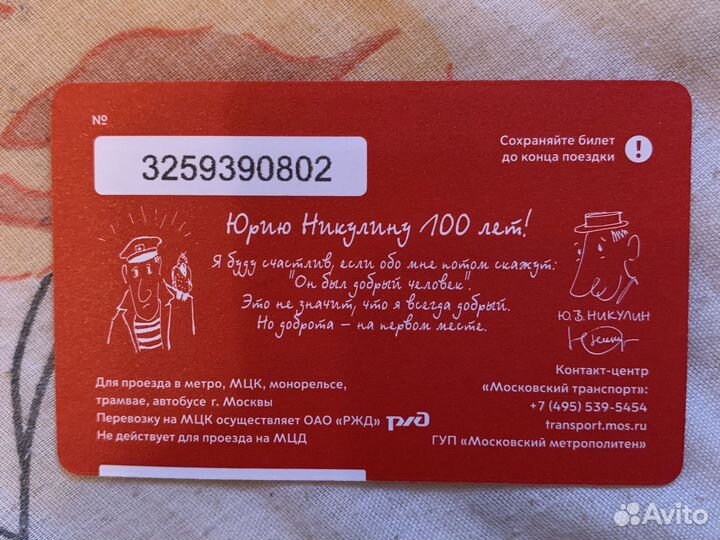 №
3259390802
Сохраняйте билет
до конца поездки
!
Юрию Никулину 100 лет!
Я буду счастлив, если обо мне потом скажут:
"Он был добрый человек".
Это не значит, что я всегда добрый.
Но доброта – на первом месте.
Ю.В. НИКУЛИН
Для проезда в метро, МЦК, монорельсе,
трамвае, автобусе г. Москвы
Перевозку на МЦК осуществляет ОАО «РЖД» РЖД
Не действует для проезда на МЦД
Контакт-центр
«Московский транспорт»:
+7 (495) 539-5454
transport.mos.ru
ГУП «Московский метрополитен»
Avito